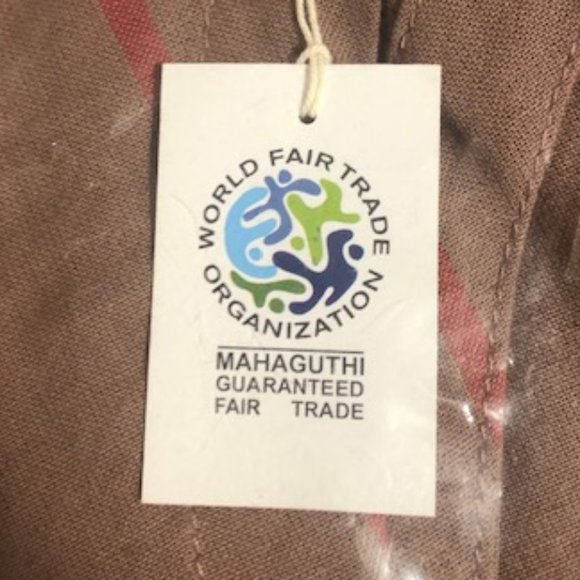 WORLD FAIR TRADE
ORGANIZATION
MAHAGUTHI
GUARANTEED
FAIR TRADE